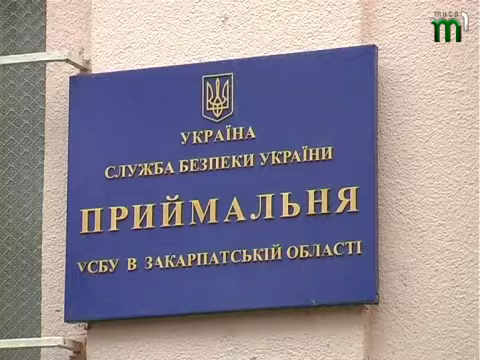 УКРАЇНА
СЛУЖБА БЕЗПЕКИ УКРАЇНИ
ПРИЙМАЛЬНЯ
УСБУ В ЗАКАРПАТСЬКІЙ ОБЛАСТІ